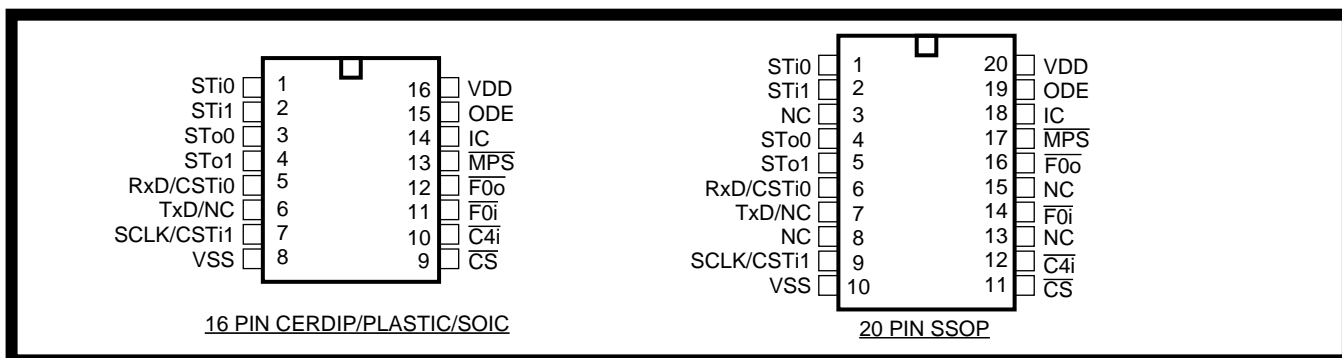 STi0 1 16 VDD
STi1 2 15 ODE
STo0 3 14 IC
STo1 4 13 MPS
RxD/CSTi0 5 12 F0o
TxD/NC 6 11 F0i
SCLK/CSTi1 7 10 C4i
VSS 8 9 CS
16 PIN CERDIP/PLASTIC/SOIC
STi0 1 20 VDD
STi1 2 19 ODE
NC 3 18 IC
STo0 4 17 MPS
STo1 5 16 F0o
RxD/CSTi0 6 15 NC
TxD/NC 7 14 F0i
NC 8 13 NC
SCLK/CSTi1 9 12 C4i
VSS 10 11 CS
20 PIN SSOP